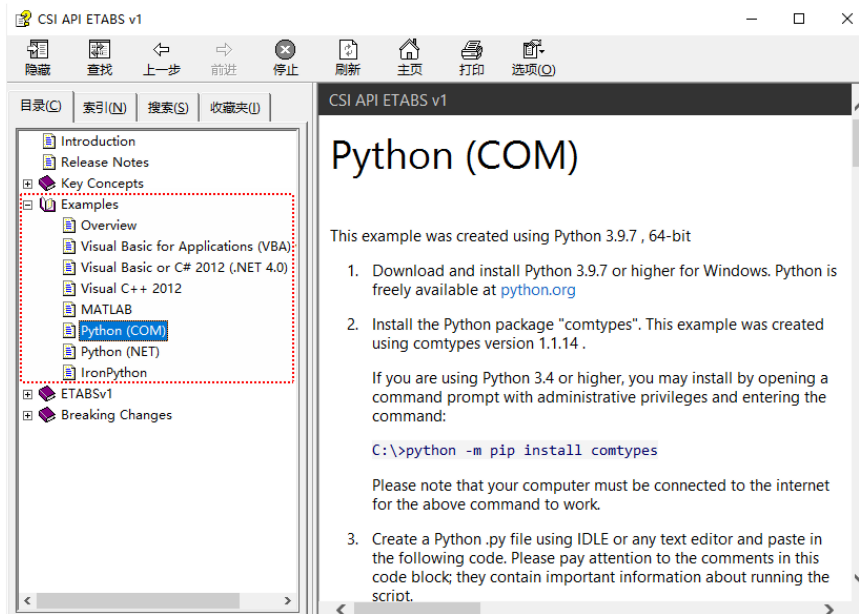 CSI API ETABS v1
隐藏 查找 上一步 前进 停止 刷新 主页 打印 选项(O)
目录(C) 索引(N) 搜索(S) 收藏夹(I)
Introduction
Release Notes
Key Concepts
Examples
Overview
Visual Basic for Applications (VBA)
Visual Basic or C# 2012 (.NET 4.0)
Visual C++ 2012
MATLAB
Python (COM)
Python (NET)
IronPython
ETABSv1
Breaking Changes
CSI API ETABS v1
Python (COM)
This example was created using Python 3.9.7 , 64-bit
1. Download and install Python 3.9.7 or higher for Windows. Python is
freely available at python.org
2. Install the Python package "comtypes". This example was created
using comtypes version 1.1.14 .
If you are using Python 3.4 or higher, you may install by opening a
command prompt with administrative privileges and entering the
command:
C:\>python -m pip install comtypes
Please note that your computer must be connected to the internet
for the above command to work.
3. Create a Python .py file using IDLE or any text editor and paste in
the following code. Please pay attention to the comments in this
code block; they contain important information about running the
script.